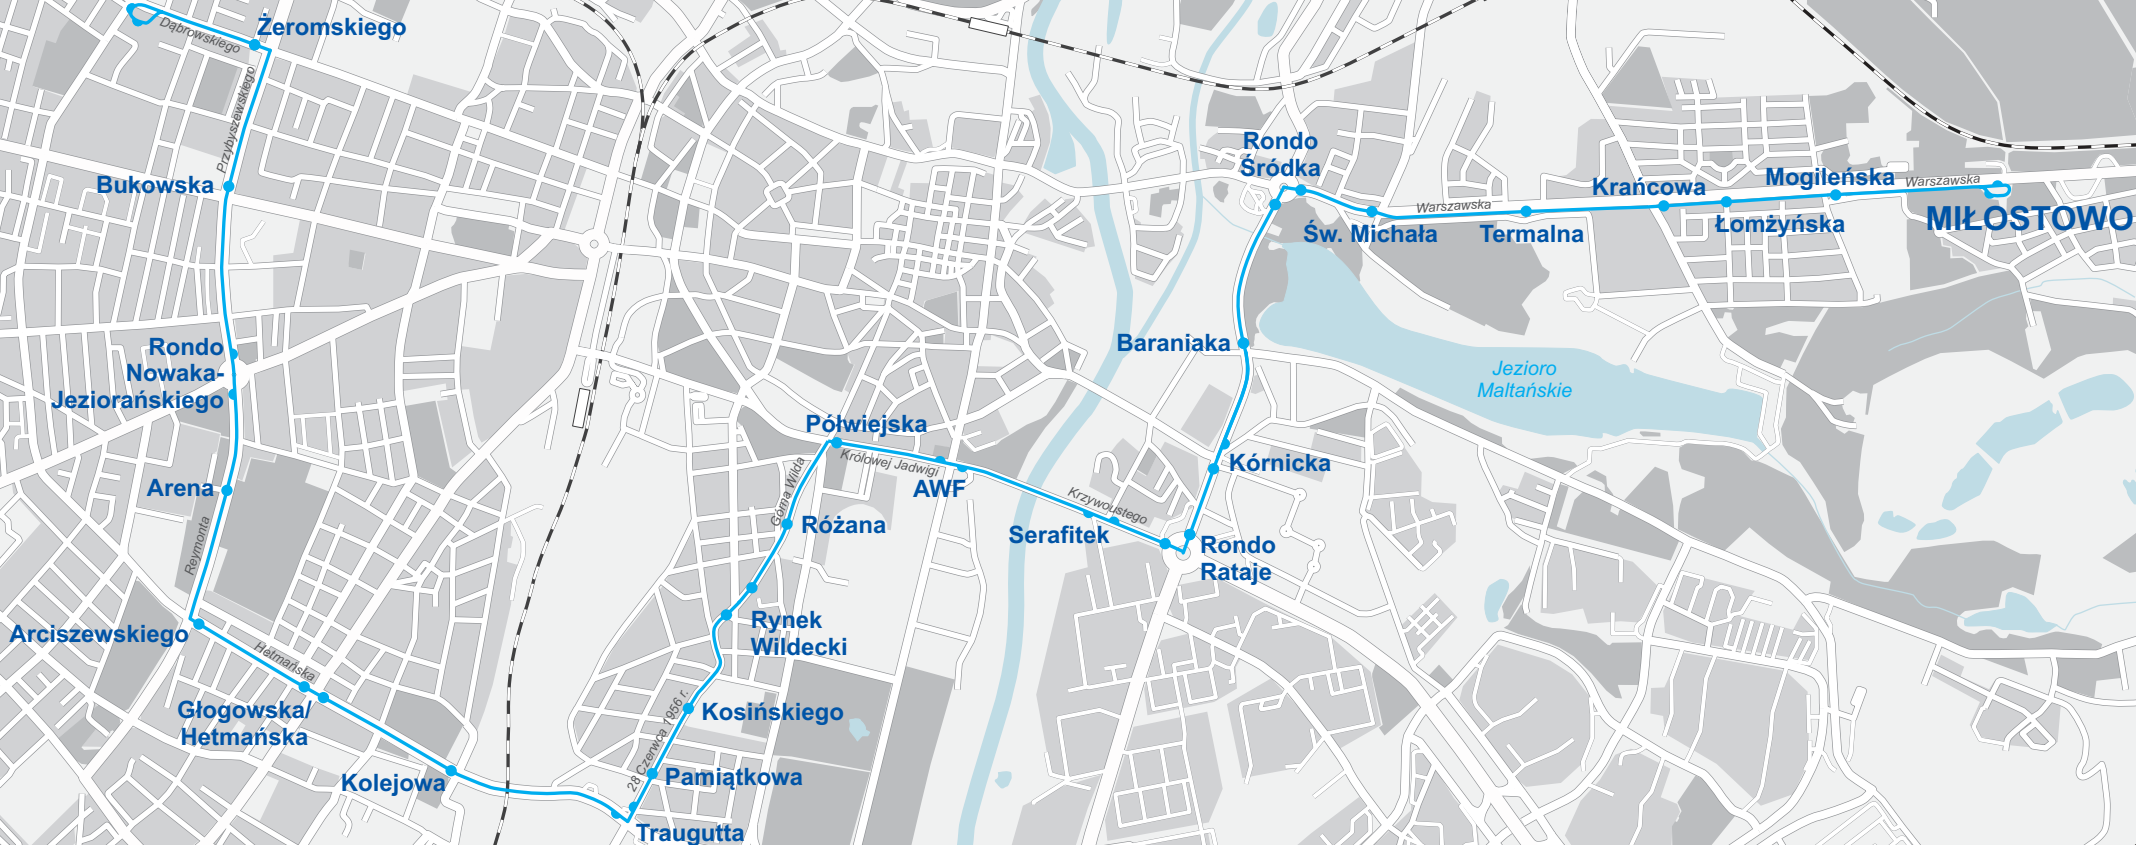 Dąbrowskiego
Żeromskiego
Przybyszewskiego
Bukowska
Rondo
Nowaka-
Jeziorańskiego
Arena
Reymonta
Arciszewskiego
Hetmańska
Głogowska/
Hetmańska
Kolejowa
Traugutta
Pamiątkowa
28 Czerwca 1956 r.
Kosińskiego
Rynek
Wildecki
Różana
Górna Wilda
Półwiejska
Królowej Jadwigi
AWF
Krzywoustego
Serafitek
Rondo
Rataje
Kórnicka
Baraniaka
Rondo
Śródka
Św. Michała
Warszawska
Termalna
Jezioro
Maltańskie
Krańcowa
Łomżyńska
Mogileńska
Warszawska
MIŁOSTOWO